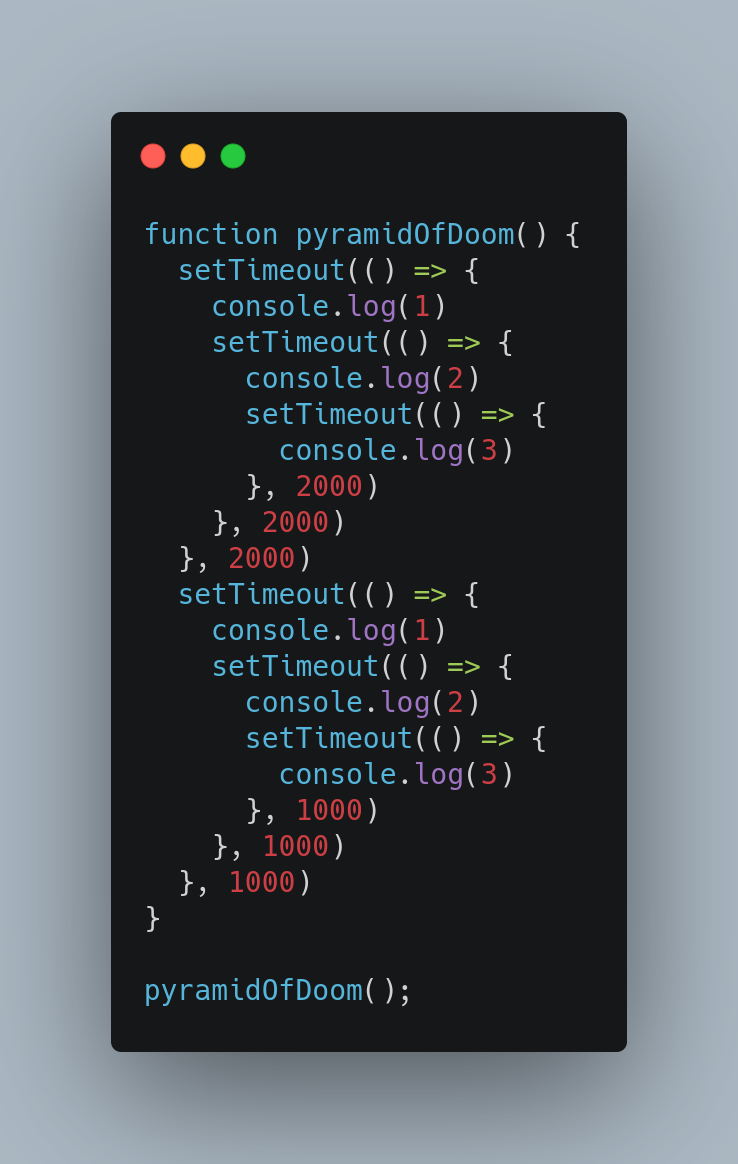 function pyramidOfDoom() {
  setTimeout(() => {
    console.log(1)
    setTimeout(() => {
      console.log(2)
      setTimeout(() => {
        console.log(3)
      }, 2000)
    }, 2000)
  }, 2000)
  setTimeout(() => {
    console.log(1)
    setTimeout(() => {
      console.log(2)
      setTimeout(() => {
        console.log(3)
      }, 1000)
    }, 1000)
  }, 1000)
}

pyramidOfDoom();